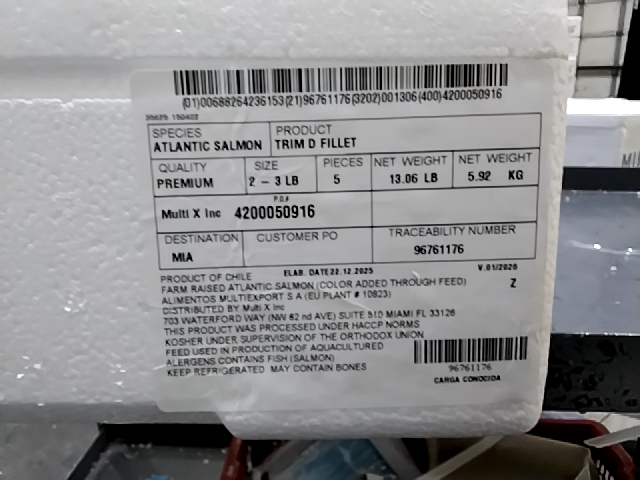 (01)00688264236153(21)96761176(3202)001306(400)4200050916
SPECIES
ATLANTIC SALMON
PRODUCT
TRIM D FILLET
QUALITY
PREMIUM
SIZE
2 - 3 LB
PIECES
5
NET WEIGHT
13.06 LB
NET WEIGHT
5.92 KG
P.O.#
Multi X Inc 4200050916
DESTINATION
MIA
CUSTOMER PO
TRACEABILITY NUMBER
96761176
PRODUCT OF CHILE ELAB. DATE22.12.2025 V.01/2026
FARM RAISED ATLANTIC SALMON (COLOR ADDED THROUGH FEED) Z
ALIMENTOS MULTIEXPORT S A (EU PLANT # 10823)
DISTRIBUTED BY Multi X Inc
703 WATERFORD WAY (NW 62 nd AVE) SUITE 510 MIAMI FL 33126
THIS PRODUCT WAS PROCESSED UNDER HACCP NORMS
KOSHER UNDER SUPERVISION OF THE ORTHODOX UNION
FEED USED IN PRODUCTION OF AQUACULTURED
ALERGENS CONTAINS FISH (SALMON)
KEEP REFRIGERATED MAY CONTAIN BONES
96761176
CARGA CONOCIDA